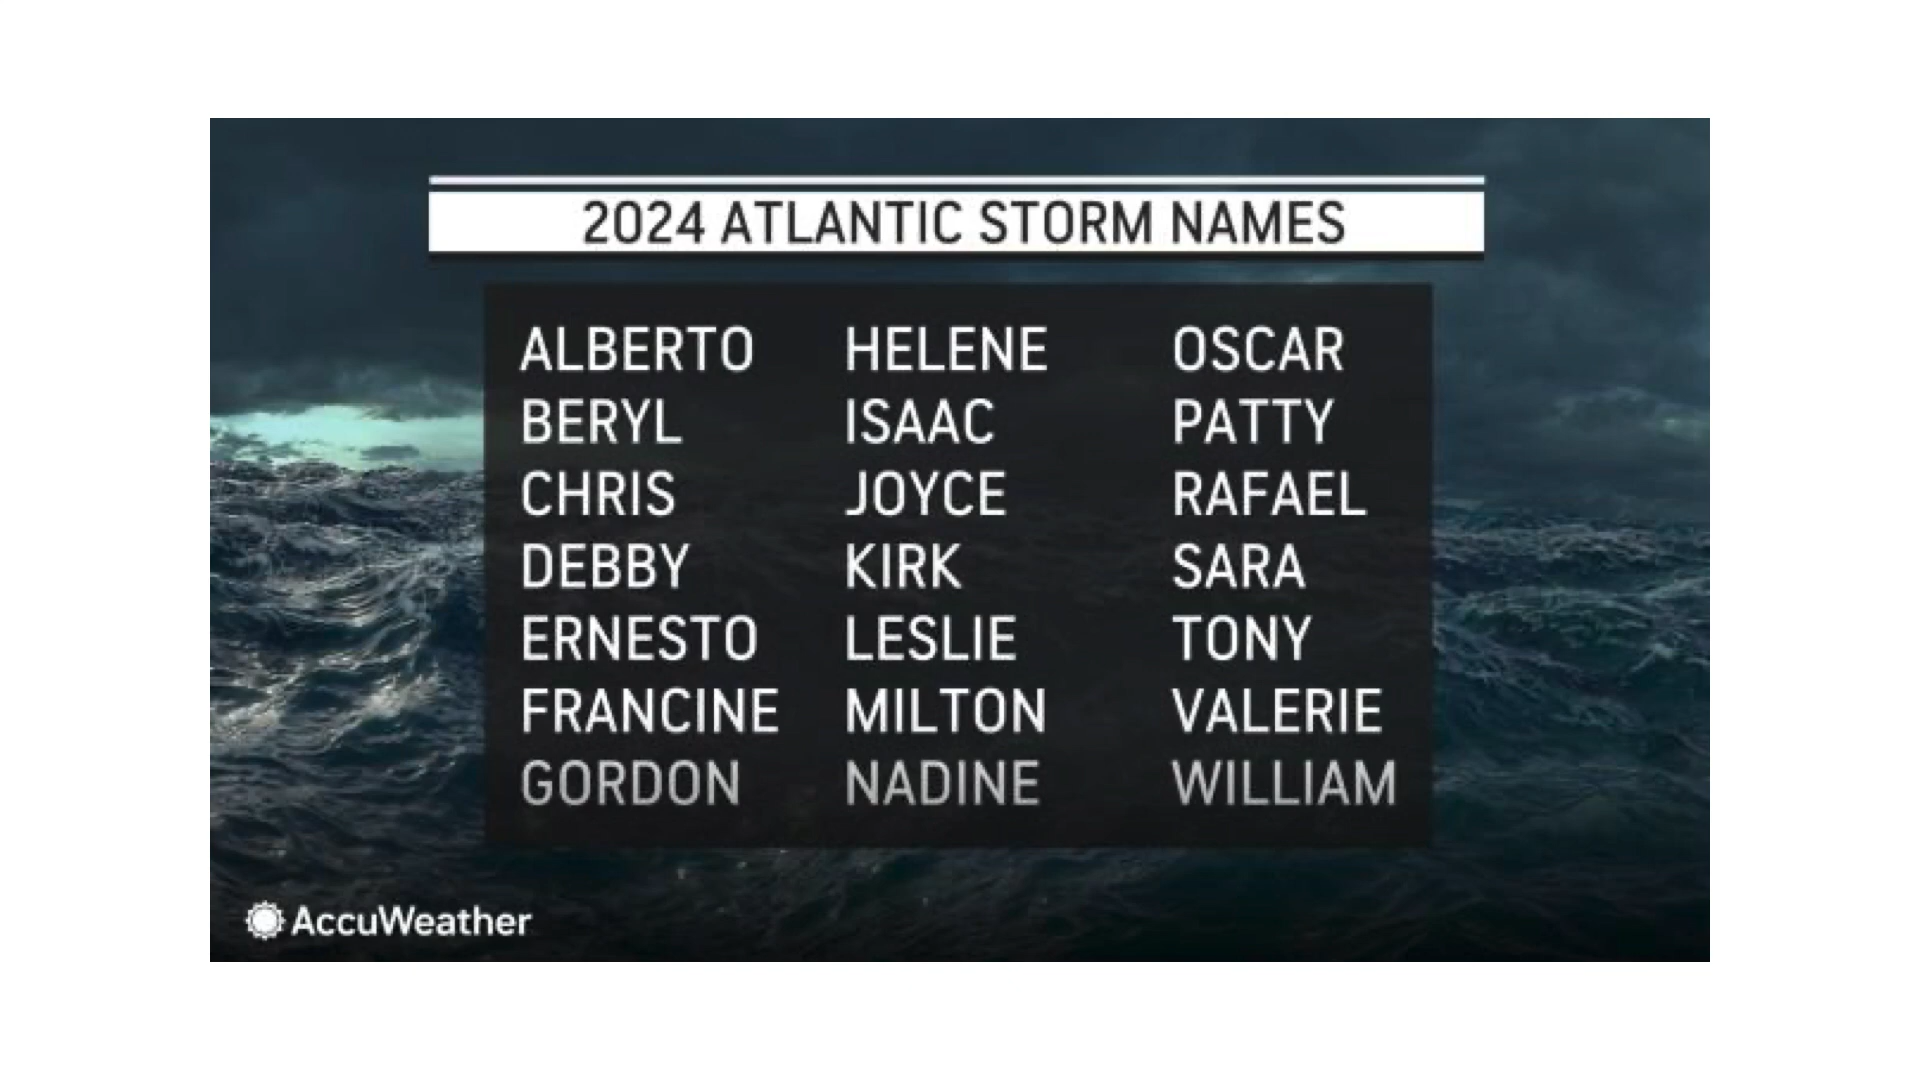 2024 ATLANTIC STORM NAMES
ALBERTO
BERYL
CHRIS
DEBBY
ERNESTO
FRANCINE
GORDON
HELENE
ISAAC
JOYCE
KIRK
LESLIE
MILTON
NADINE
OSCAR
PATTY
RAFAEL
SARA
TONY
VALERIE
WILLIAM
AccuWeather